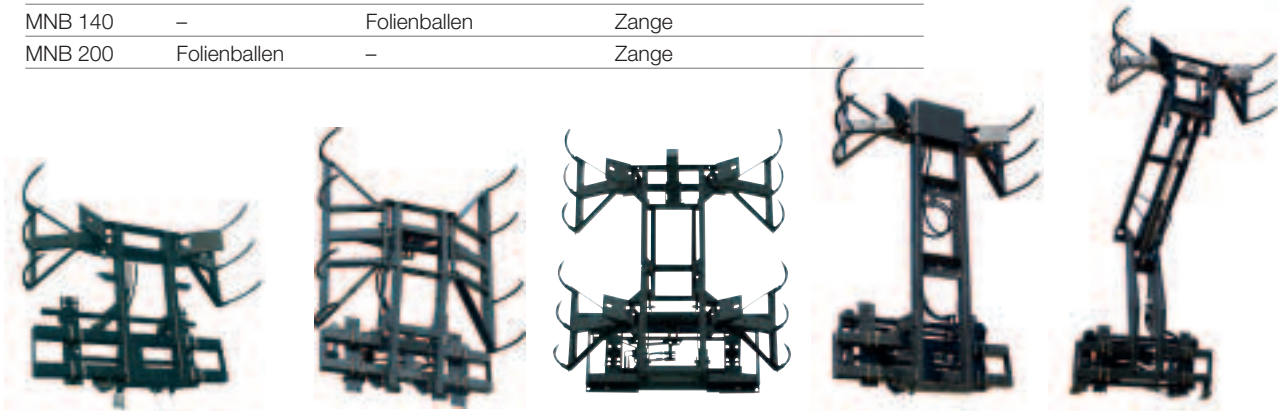 MNB 140 – Folienballen Zange
MNB 200 Folienballen – Zange